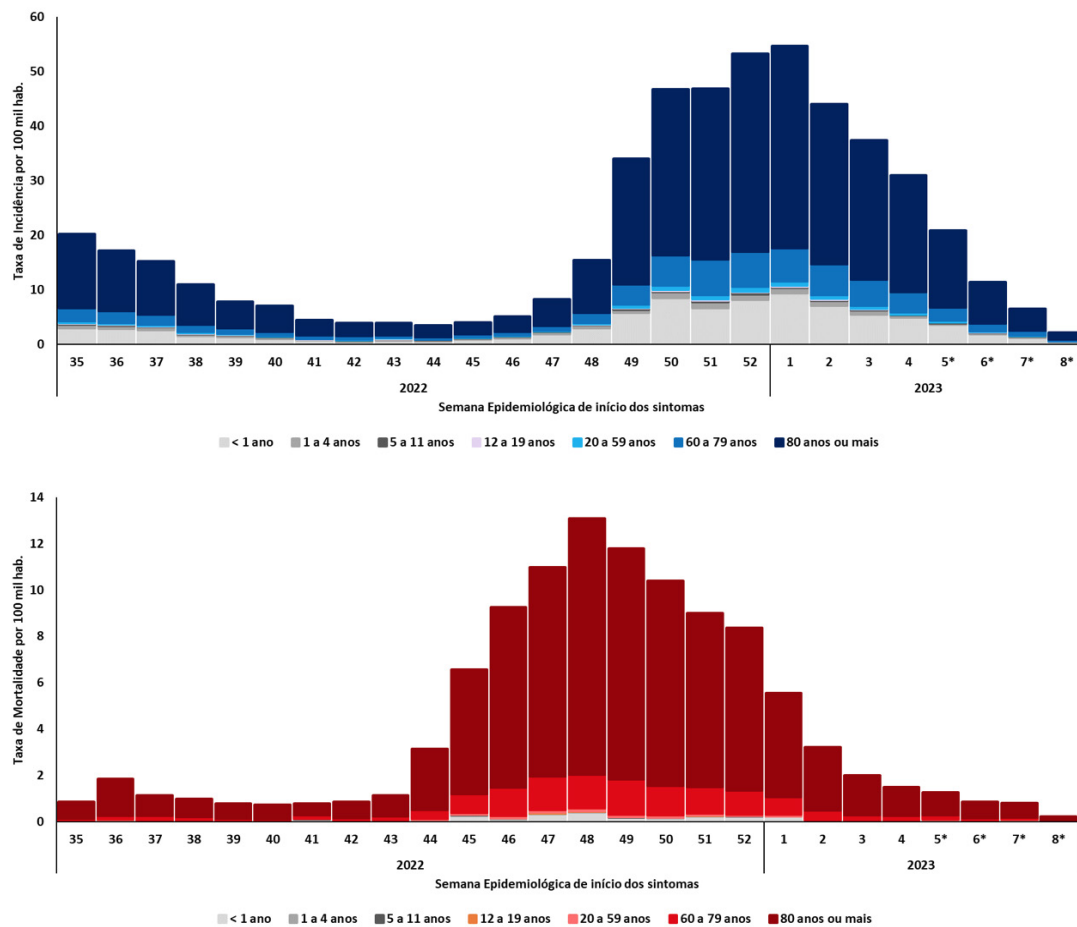 Taxa de Incidência por 100 mil hab.
60
50
40
30
20
10
0
35 36 37 38 39 40 41 42 43 44 45 46 47 48 49 50 51 52 1 2 3 4 5* 6* 7* 8*
2022 2023
Semana Epidemiológica de início dos sintomas
< 1 ano 1 a 4 anos 5 a 11 anos 12 a 19 anos 20 a 59 anos 60 a 79 anos 80 anos ou mais
Taxa de Mortalidade por 100 mil hab.
14
12
10
8
6
4
2
0
35 36 37 38 39 40 41 42 43 44 45 46 47 48 49 50 51 52 1 2 3 4 5* 6* 7* 8*
2022 2023
Semana Epidemiológica de início dos sintomas
< 1 ano 1 a 4 anos 5 a 11 anos 12 a 19 anos 20 a 59 anos 60 a 79 anos 80 anos ou mais